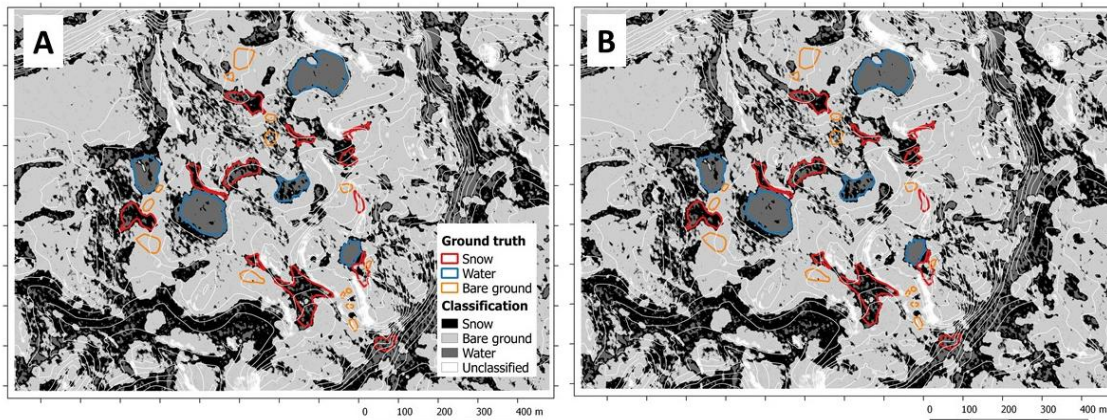 A
B
Ground truth
Snow
Water
Bare ground
Classification
Snow
Bare ground
Water
Unclassified
0 100 200 300 400 m
0 100 200 300 400 m